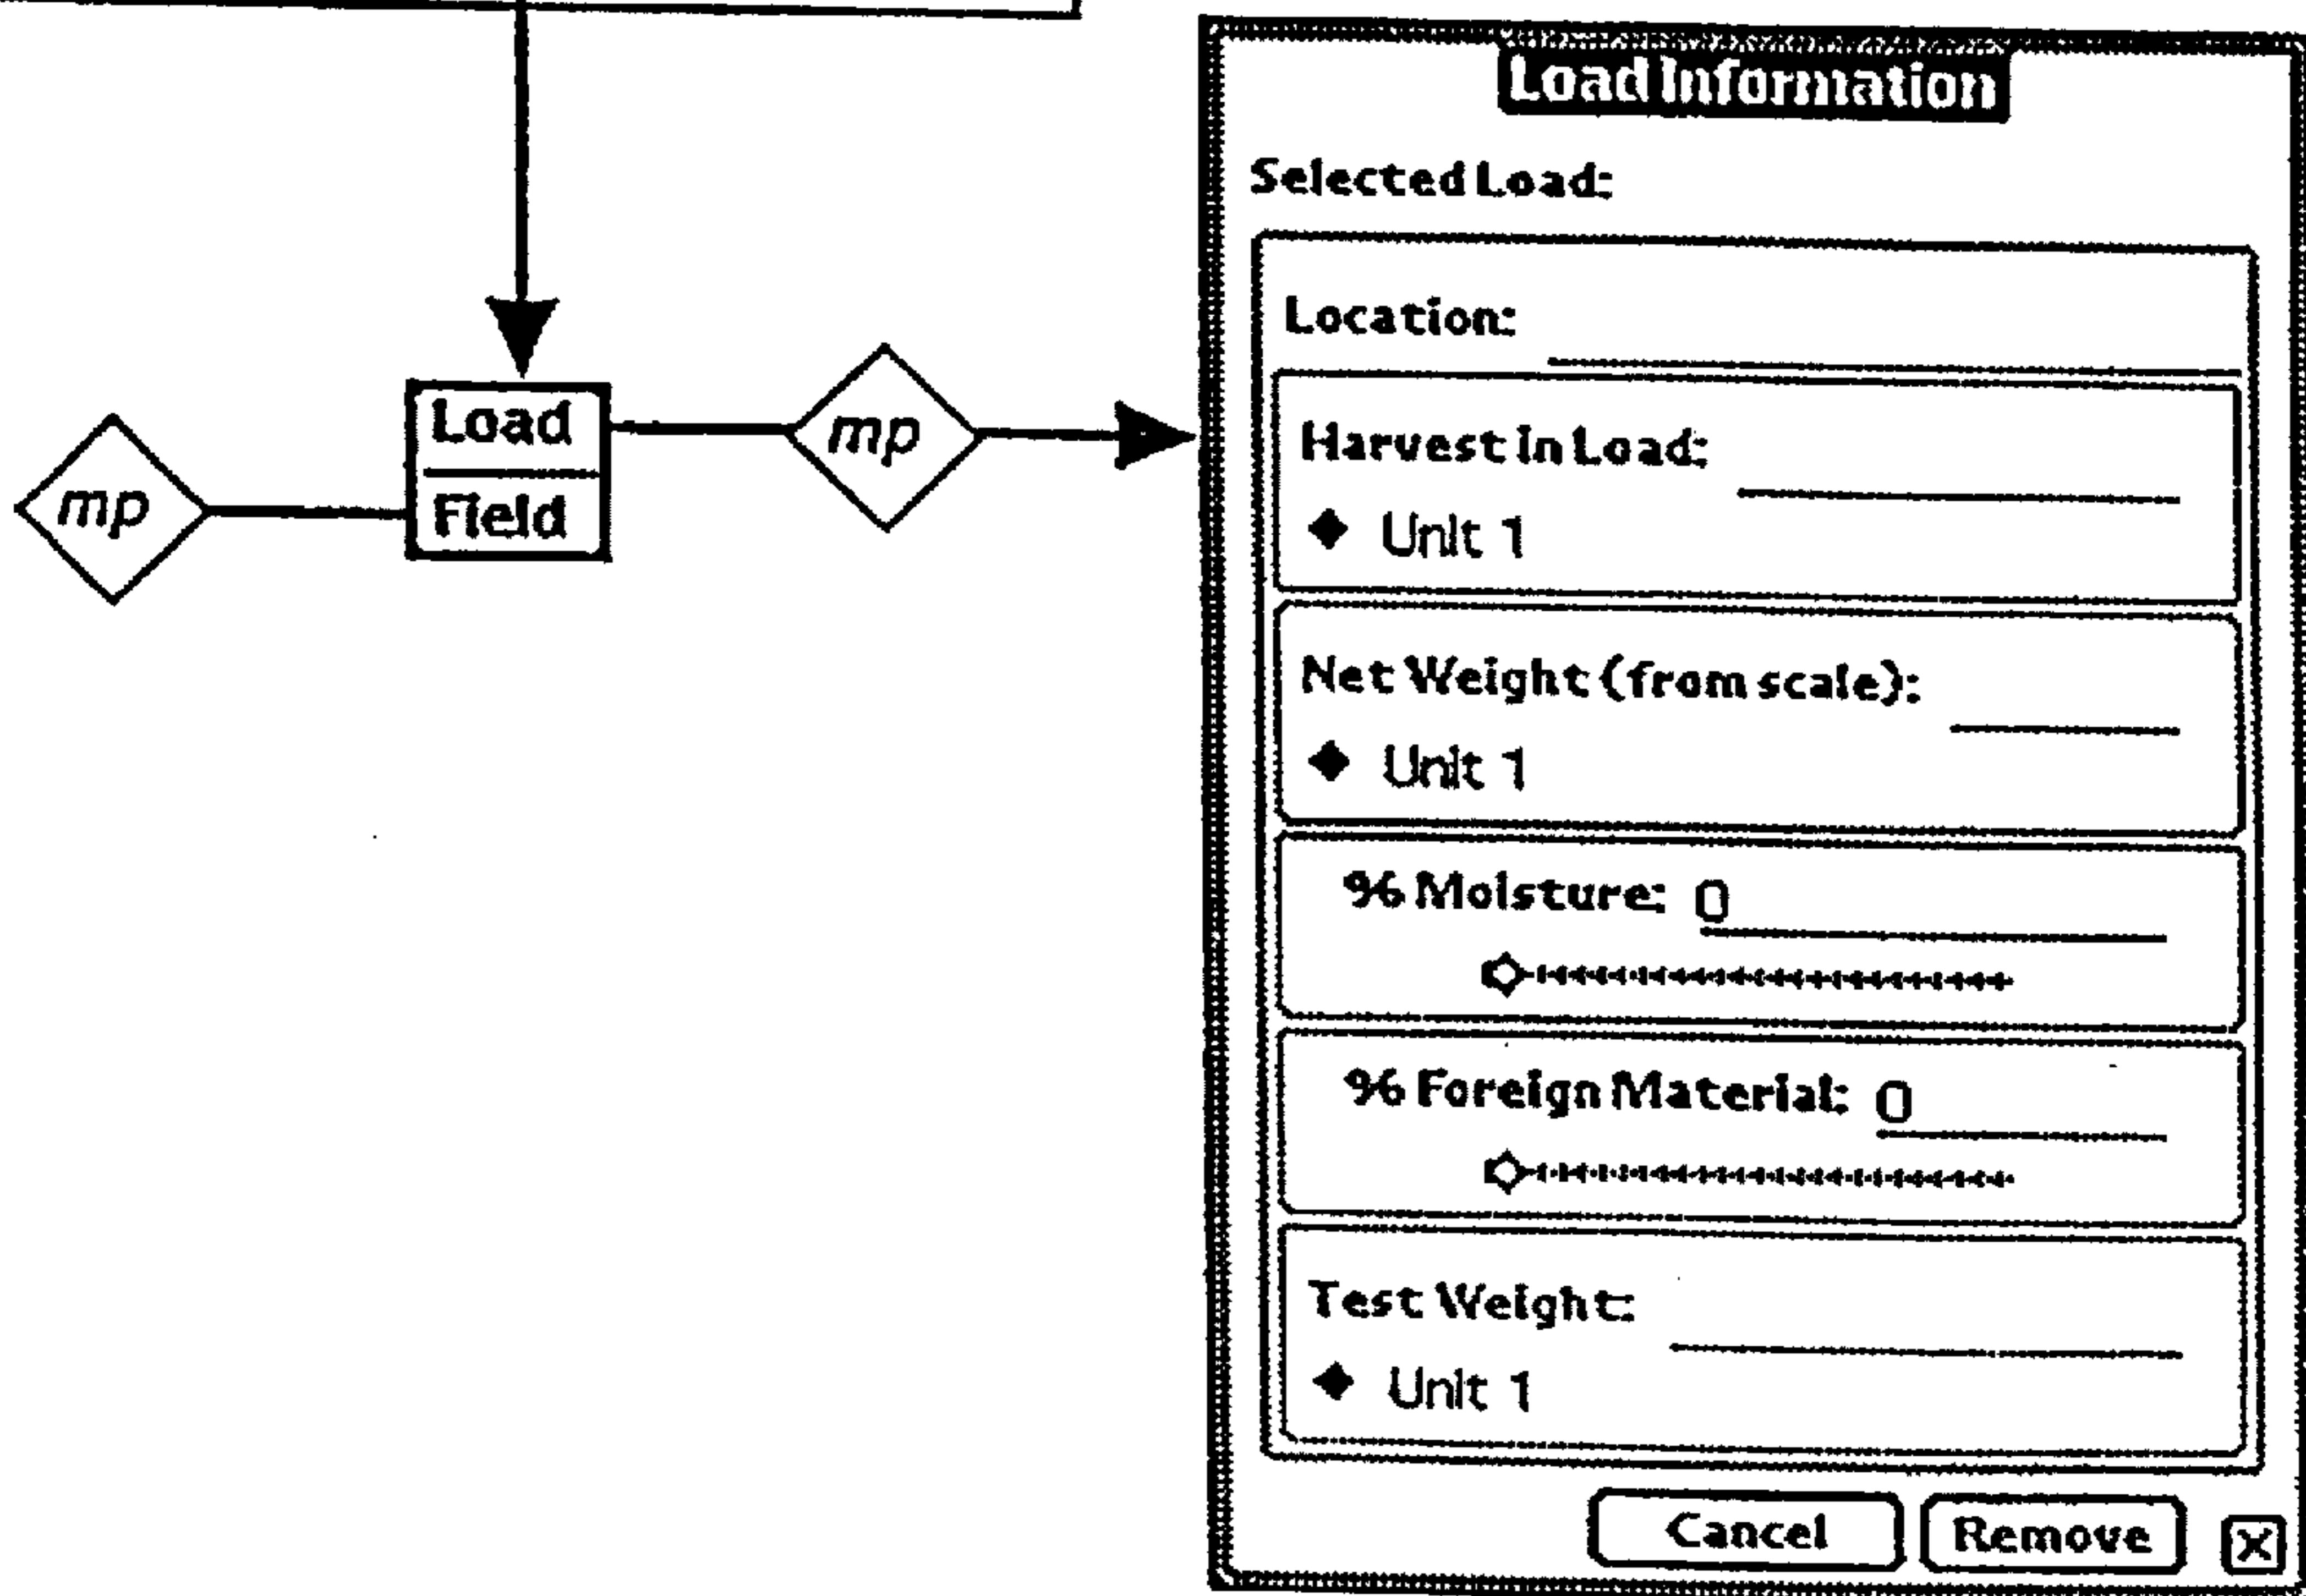 Load Information
Selected Load:
Location:
Load
mp
Harvest in Load:
mp
Field
Unit 1
Net Weight (from scale):
Unit 1
% Moisture: 0
% Foreign Material: 0
Test Weight:
Unit 1
Cancel
Remove
X